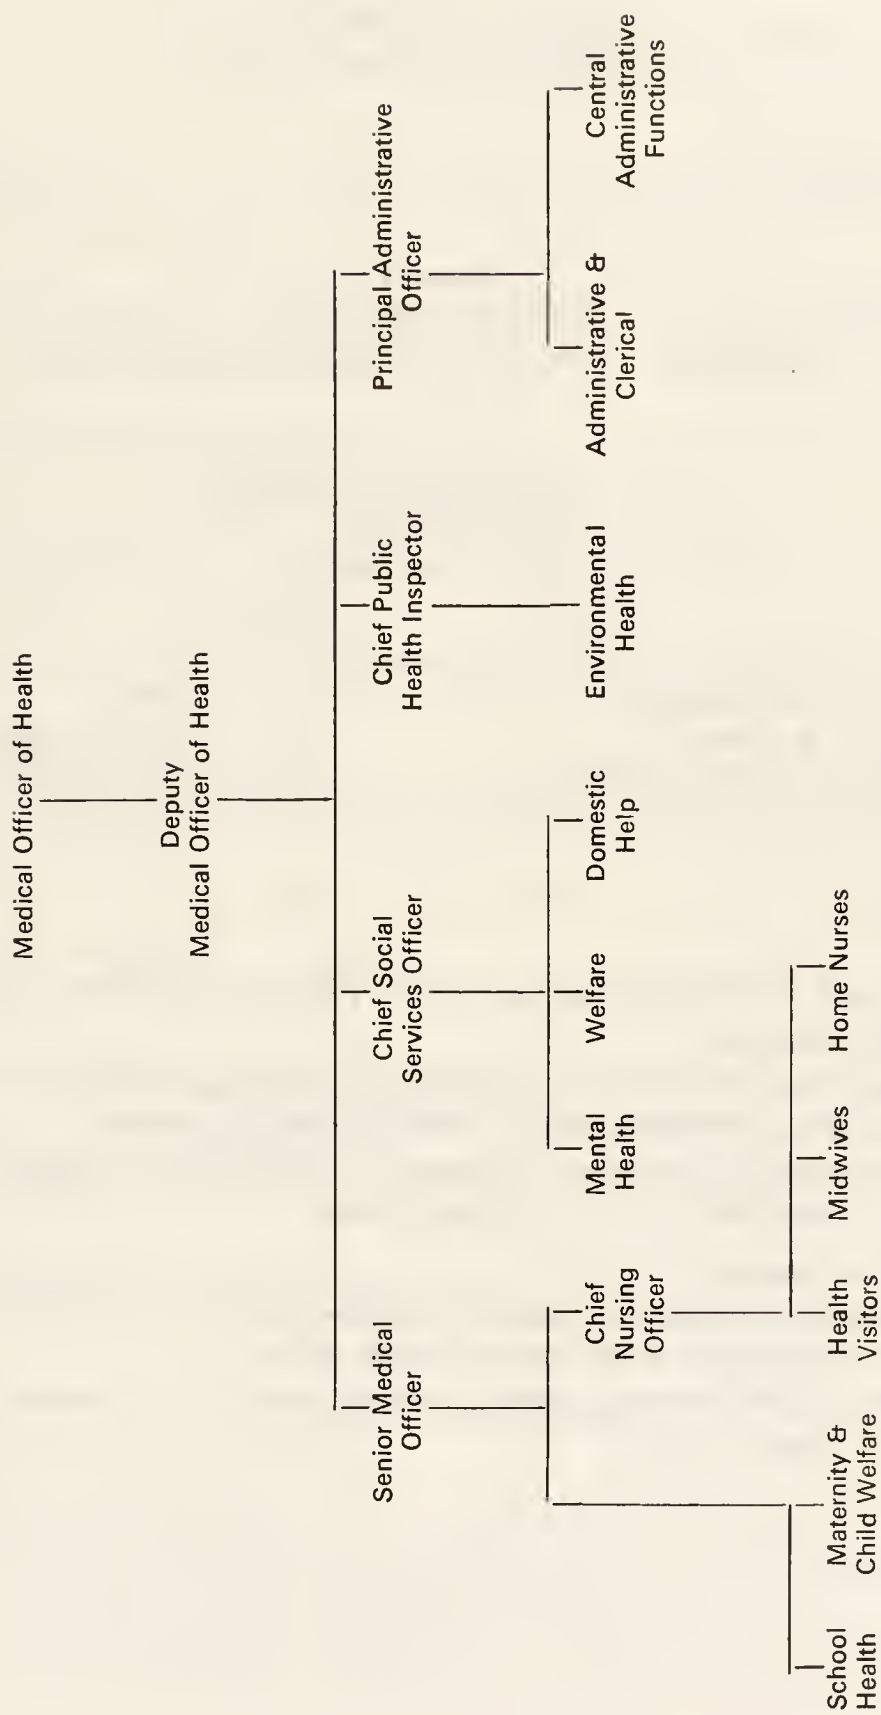 Medical Officer of Health
Deputy
Medical Officer of Health
Senior Medical
Officer
Chief Social
Services Officer
Chief Public
Health Inspector
Principal Administrative
Officer
Chief
Nursing
Officer
Mental
Health
Welfare
Domestic
Help
Environmental
Health
Administrative &
Clerical
Central
Administrative
Functions
School
Health
Maternity &
Child Welfare
Health
Visitors
Midwives
Home Nurses